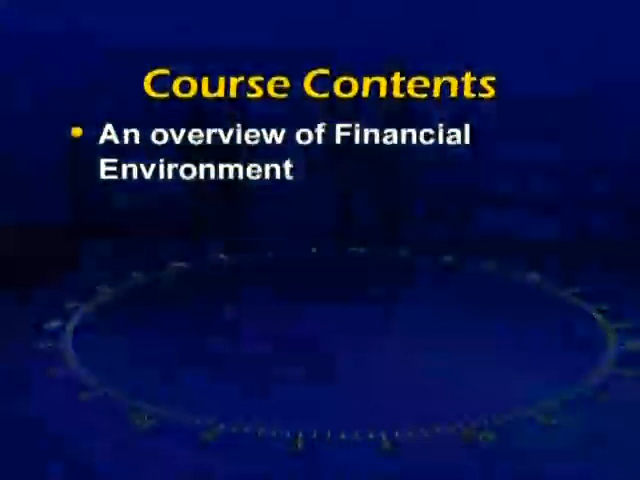 Course Contents
• An overview of Financial
Environment